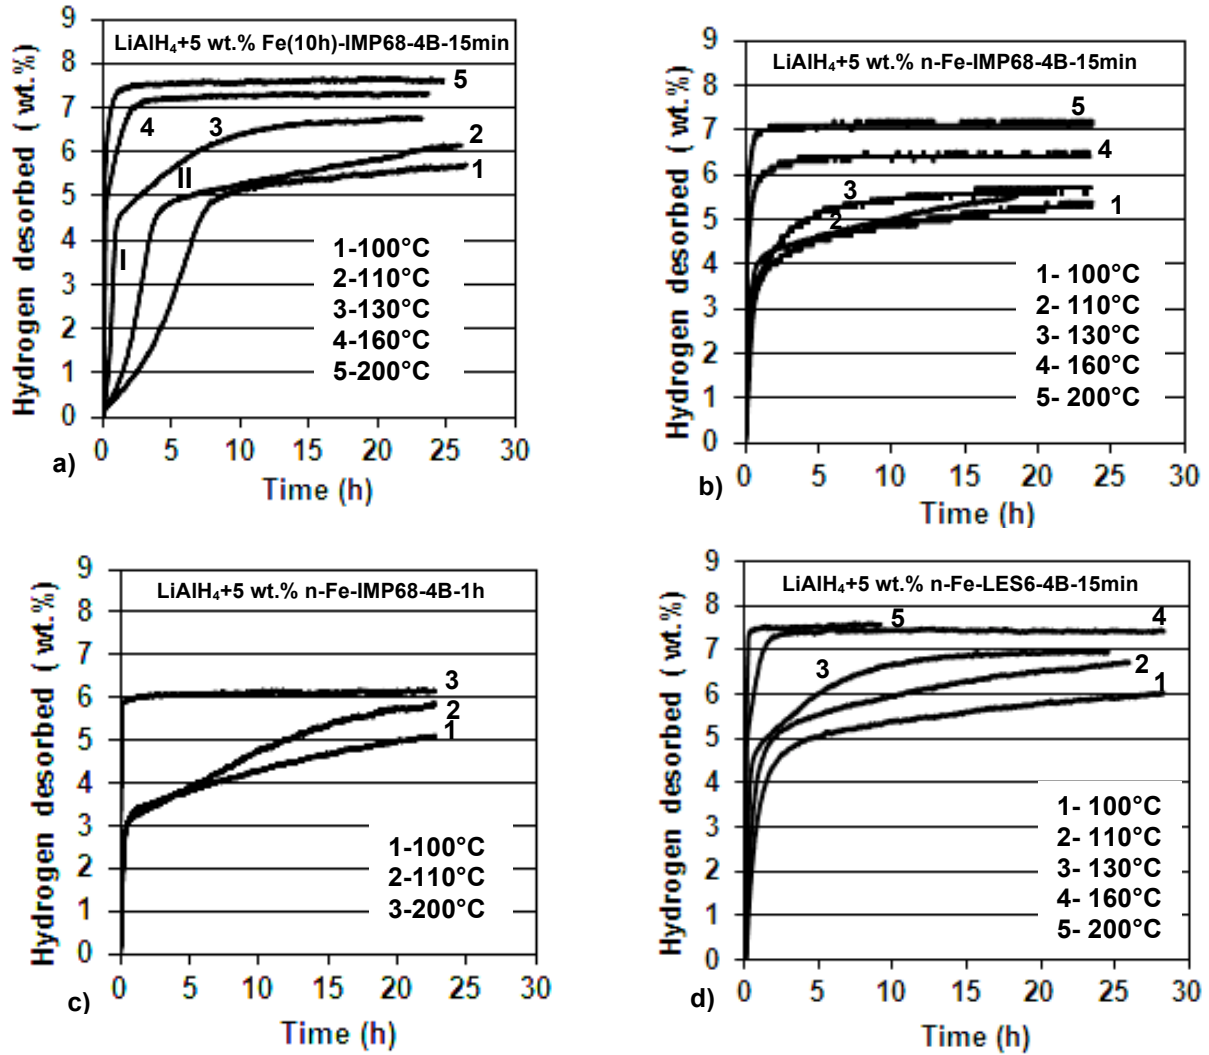 LiAlH₄+5 wt.% Fe(10h)-IMP68-4B-15min
Hydrogen desorbed ( wt.%)
9
8
7
6
5
4
3
2
1
0
5
4
3
2
1
II
I
1-100°C
2-110°C
3-130°C
4-160°C
5-200°C
0 5 10 15 20 25 30
Time (h)
a)
LiAlH₄+5 wt.% n-Fe-IMP68-4B-15min
Hydrogen desorbed ( wt.%)
9
8
7
6
5
4
3
2
1
0
5
4
3
2
1
1- 100°C
2- 110°C
3- 130°C
4- 160°C
5- 200°C
0 5 10 15 20 25 30
Time (h)
b)
LiAlH₄+5 wt.% n-Fe-IMP68-4B-1h
Hydrogen desorbed ( wt.%)
9
8
7
6
5
4
3
2
1
0
3
2
1
1-100°C
2-110°C
3-200°C
0 5 10 15 20 25 30
Time (h)
c)
LiAlH₄+5 wt.% n-Fe-LES6-4B-15min
Hydrogen desorbed ( wt.%)
9
8
7
6
5
4
3
2
1
0
5
4
3
2
1
1- 100°C
2- 110°C
3- 130°C
4- 160°C
5- 200°C
0 5 10 15 20 25 30
Time (h)
d)